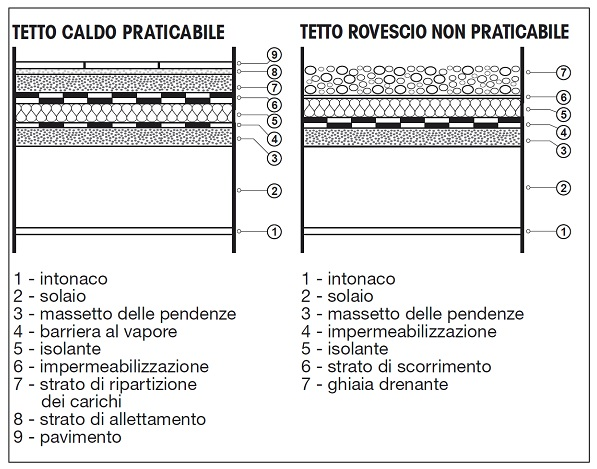 TETTO CALDO PRATICABILE
9
8
7
6
5
4
3
2
1
1 - intonaco
2 - solaio
3 - massetto delle pendenze
4 - barriera al vapore
5 - isolante
6 - impermeabilizzazione
7 - strato di ripartizione
dei carichi
8 - strato di allettamento
9 - pavimento
TETTO ROVESCIO NON PRATICABILE
7
6
5
4
3
2
1
1 - intonaco
2 - solaio
3 - massetto delle pendenze
4 - impermeabilizzazione
5 - isolante
6 - strato di scorrimento
7 - ghiaia drenante